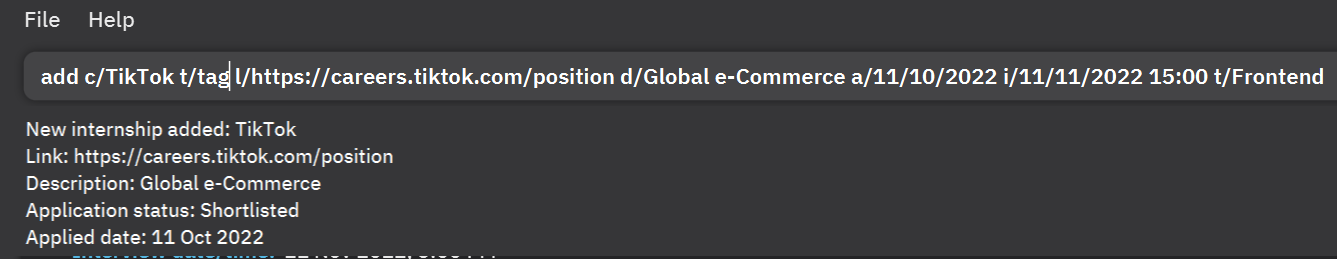 File Help
add c/TikTok t/tag l/https://careers.tiktok.com/position d/Global e-Commerce a/11/10/2022 i/11/11/2022 15:00 t/Frontend
New internship added: TikTok
Link: https://careers.tiktok.com/position
Description: Global e-Commerce
Application status: Shortlisted
Applied date: 11 Oct 2022